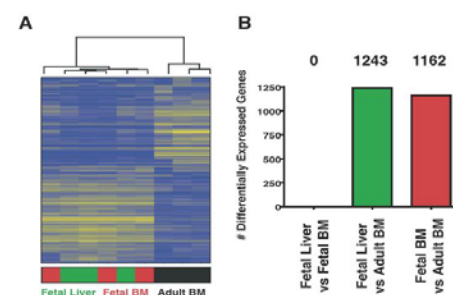 A
Fetal Liver Fetal BM Adult BM
B
0 1243 1162
# Differentially Expressed Genes
1250
1000
750
500
250
0
Fetal Liver
vs Fetal BM
Fetal Liver
vs Adult BM
Fetal BM
vs Adult BM